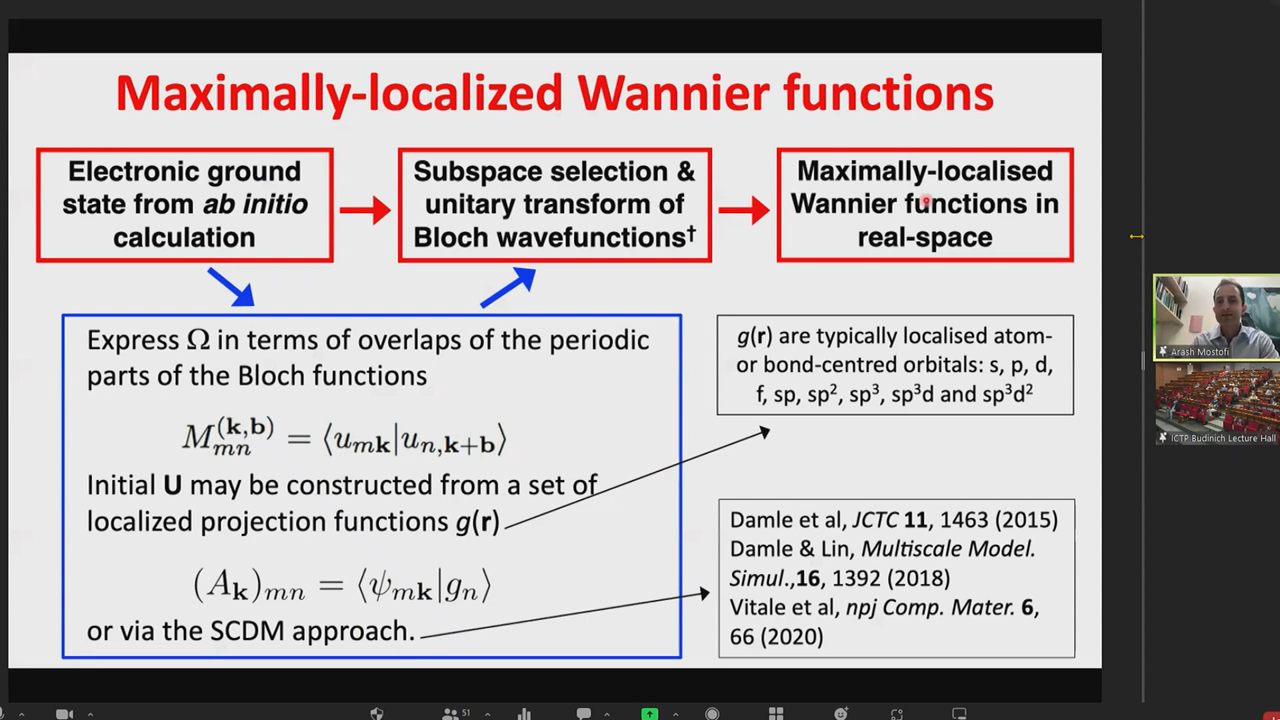 Maximally-localized Wannier functions
Electronic ground
state from ab initio
calculation
Subspace selection &
unitary transform of
Bloch wavefunctions†
Maximally-localised
Wannier functions in
real-space
Express Ω in terms of overlaps of the periodic
parts of the Bloch functions
M_{mn}^{(k,b)} = ⟨u_{mk}|u_{n,k+b}⟩
Initial U may be constructed from a set of
localized projection functions g(r)
(A_k)_{mn} = ⟨ψ_{mk}|g_n⟩
or via the SCDM approach.
g(r) are typically localised atom-
or bond-centred orbitals: s, p, d,
f, sp, sp², sp³, sp³d and sp³d²
Damle et al, JCTC 11, 1463 (2015)
Damle & Lin, Multiscale Model.
Simul.,16, 1392 (2018)
Vitale et al, npj Comp. Mater. 6,
66 (2020)
Arash Mostofi
ICTP Budinich Lecture Hall
51